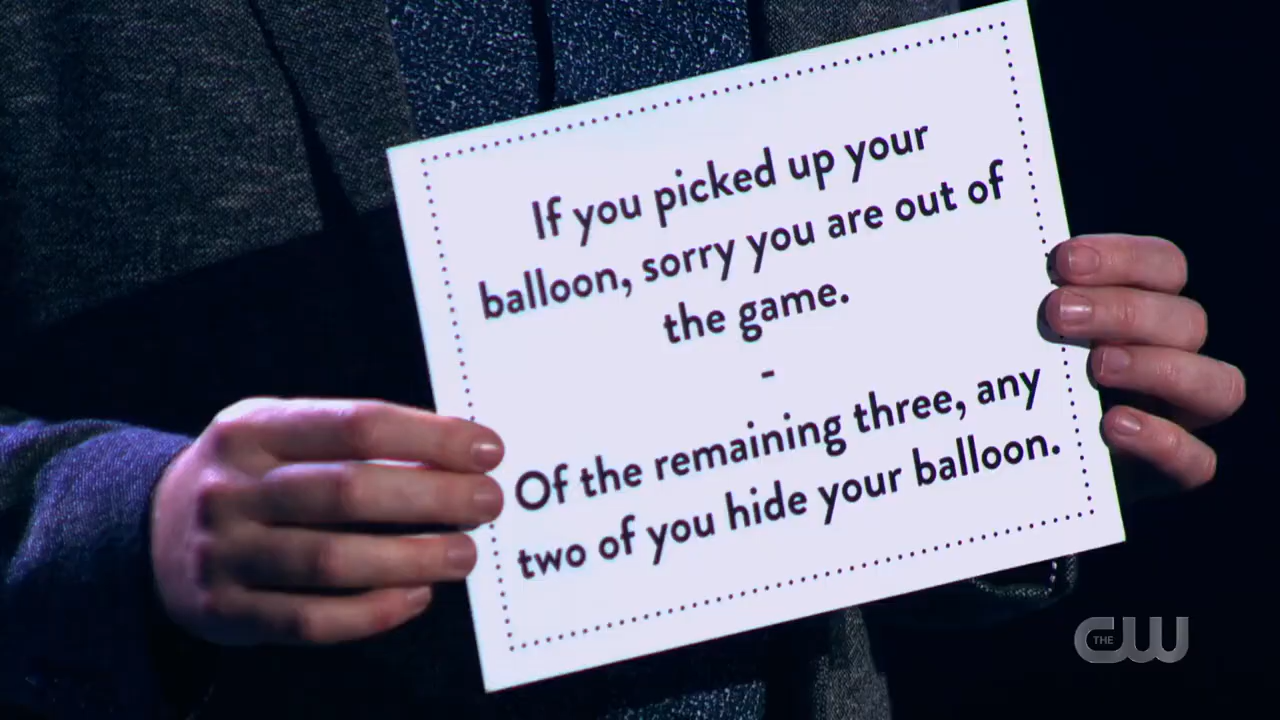 If you picked up your
balloon, sorry you are out of
the game.
-
Of the remaining three, any
two of you hide your balloon.
THE CW